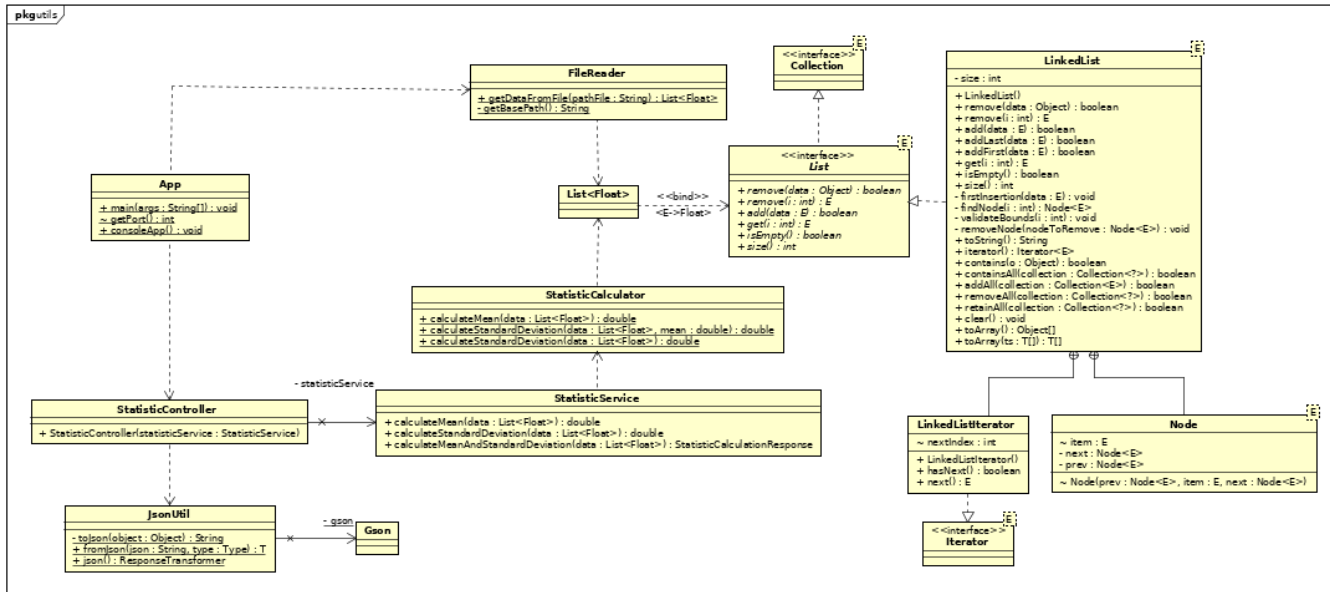 pkg utils
FileReader
+ getDataFromFile(pathFile : String) : List<Float>
- getBasePath() : String
App
+ main(args : String[]) : void
~ getPort() : int
+ consoleApp() : void
List<Float>
<<bind>>
<E->Float>
E
<<interface>>
Collection
E
<<interface>>
List
+ remove(data : Object) : boolean
+ remove(i : int) : E
+ add(data : E) : boolean
+ get(i : int) : E
+ isEmpty() : boolean
+ size() : int
E
LinkedList
- size : int
+ LinkedList()
+ remove(data : Object) : boolean
+ remove(i : int) : E
+ add(data : E) : boolean
+ addLast(data : E) : boolean
+ addFirst(data : E) : boolean
+ get(i : int) : E
+ isEmpty() : boolean
+ size() : int
- firstInsertion(data : E) : void
- findNode(i : int) : Node<E>
- validateBounds(i : int) : void
- removeNode(nodeToRemove : Node<E>) : void
+ toString() : String
+ iterator() : Iterator<E>
+ contains(o : Object) : boolean
+ containsAll(collection : Collection<?>) : boolean
+ addAll(collection : Collection<E>) : boolean
+ removeAll(collection : Collection<?>) : boolean
+ retainAll(collection : Collection<?>) : boolean
+ clear() : void
+ toArray() : Object[]
+ toArray(ts : T[]) : T[]
StatisticCalculator
+ calculateMean(data : List<Float>) : double
+ calculateStandardDeviation(data : List<Float>, mean : double) : double
+ calculateStandardDeviation(data : List<Float>) : double
- statisticService
StatisticController
+ StatisticController(statisticService : StatisticService)
StatisticService
+ calculateMean(data : List<Float>) : double
+ calculateStandardDeviation(data : List<Float>) : double
+ calculateMeanAndStandardDeviation(data : List<Float>) : StatisticCalculationResponse
LinkedListIterator
~ nextIndex : int
+ LinkedListIterator()
+ hasNext() : boolean
+ next() : E
E
Node
~ item : E
- next : Node<E>
- prev : Node<E>
~ Node(prev : Node<E>, item : E, next : Node<E>)
JsonUtil
- toJson(object : Object) : String
+ fromJson(json : String, type : Type) : T
+ json() : ResponseTransformer
- gson
Gson
E
<<interface>>
Iterator